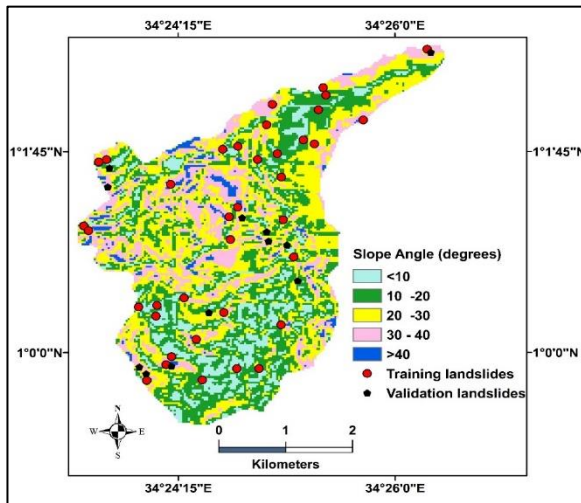 34°24'15"E 34°26'0"E
1°1'45"N 1°1'45"N
Slope Angle (degrees)
<10
10 -20
20 -30
30 - 40
>40
1°0'0"N 1°0'0"N
Training landslides
Validation landslides
N
W E
S
0 1 2
Kilometers
34°24'15"E 34°26'0"E